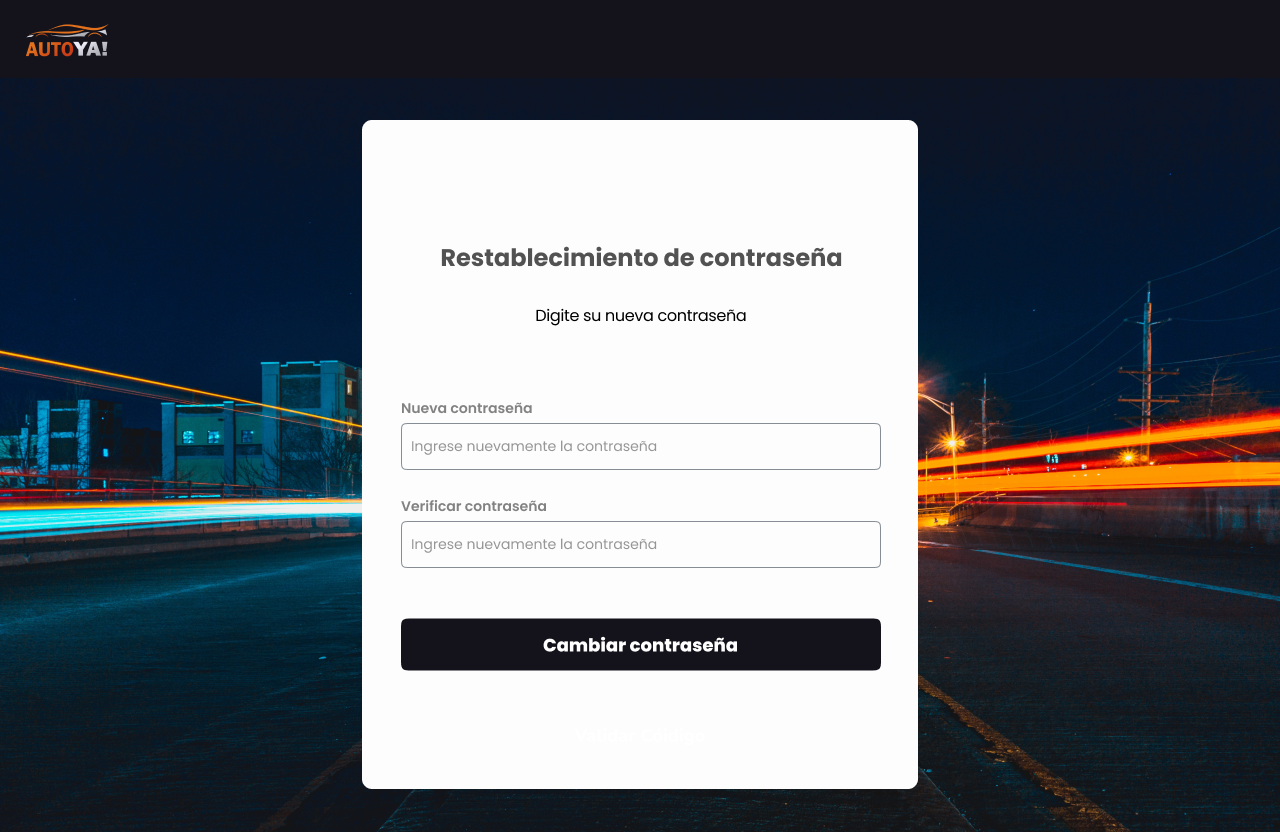 AUTOYA!
Restablecimiento de contraseña
Digite su nueva contraseña
Nueva contraseña
Ingrese nuevamente la contraseña
Verificar contraseña
Ingrese nuevamente la contraseña
Cambiar contraseña